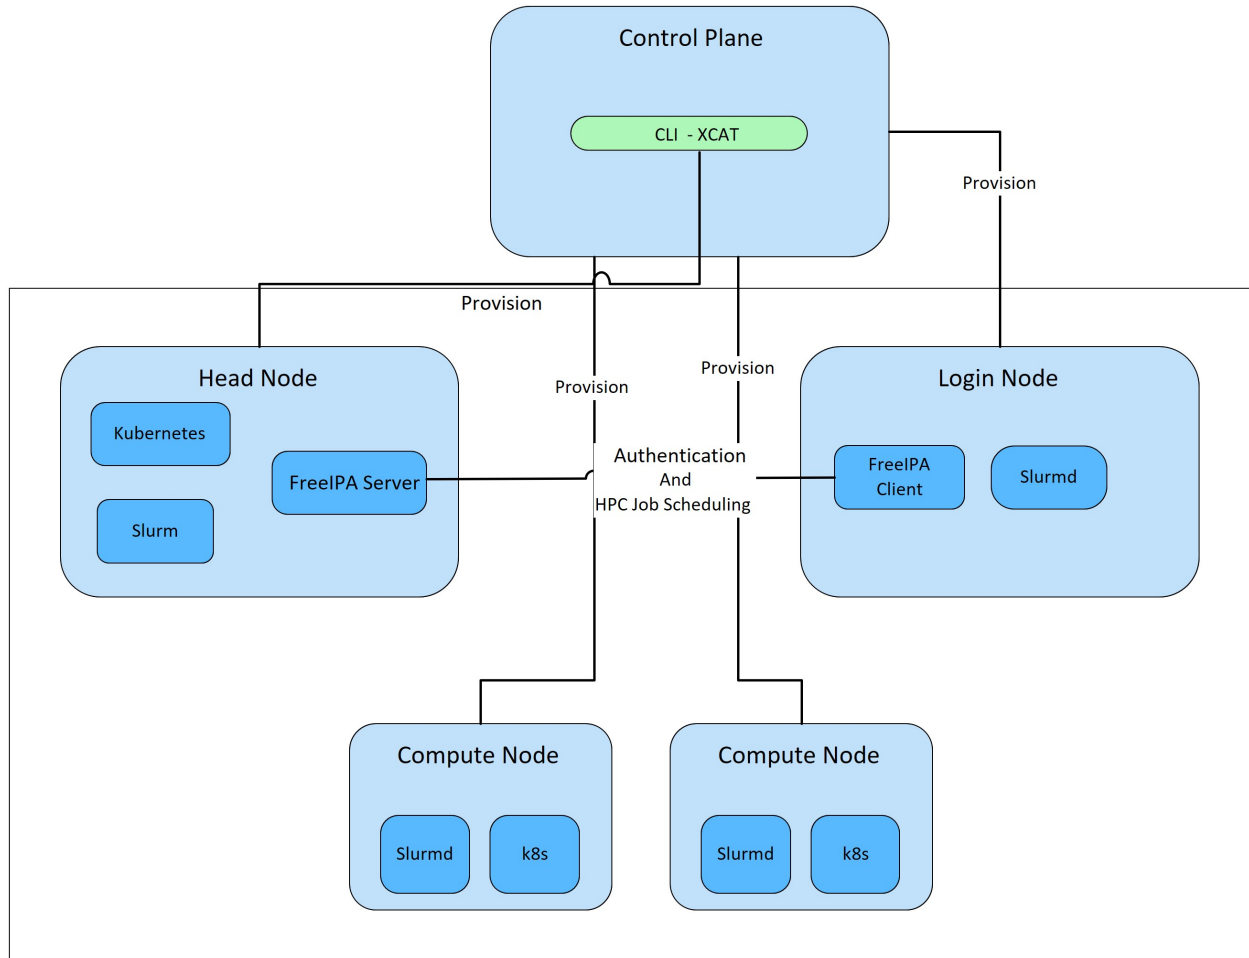 Control Plane
CLI - XCAT
Provision
Provision
Provision
Provision
Head Node
Kubernetes
FreeIPA Server
Slurm
Authentication
And
HPC Job Scheduling
Login Node
FreeIPA
Client
Slurmd
Compute Node
Slurmd
k8s
Compute Node
Slurmd
k8s